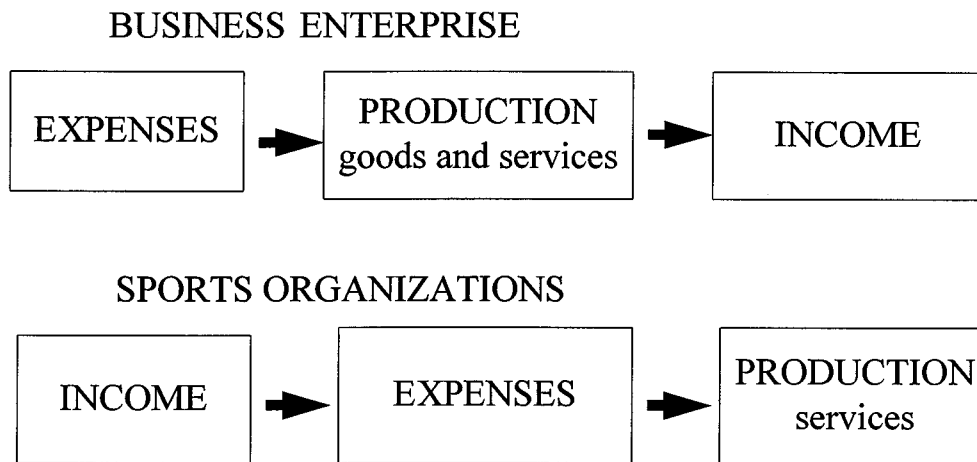 BUSINESS ENTERPRISE
EXPENSES
PRODUCTION
goods and services
INCOME
SPORTS ORGANIZATIONS
INCOME
EXPENSES
PRODUCTION
services